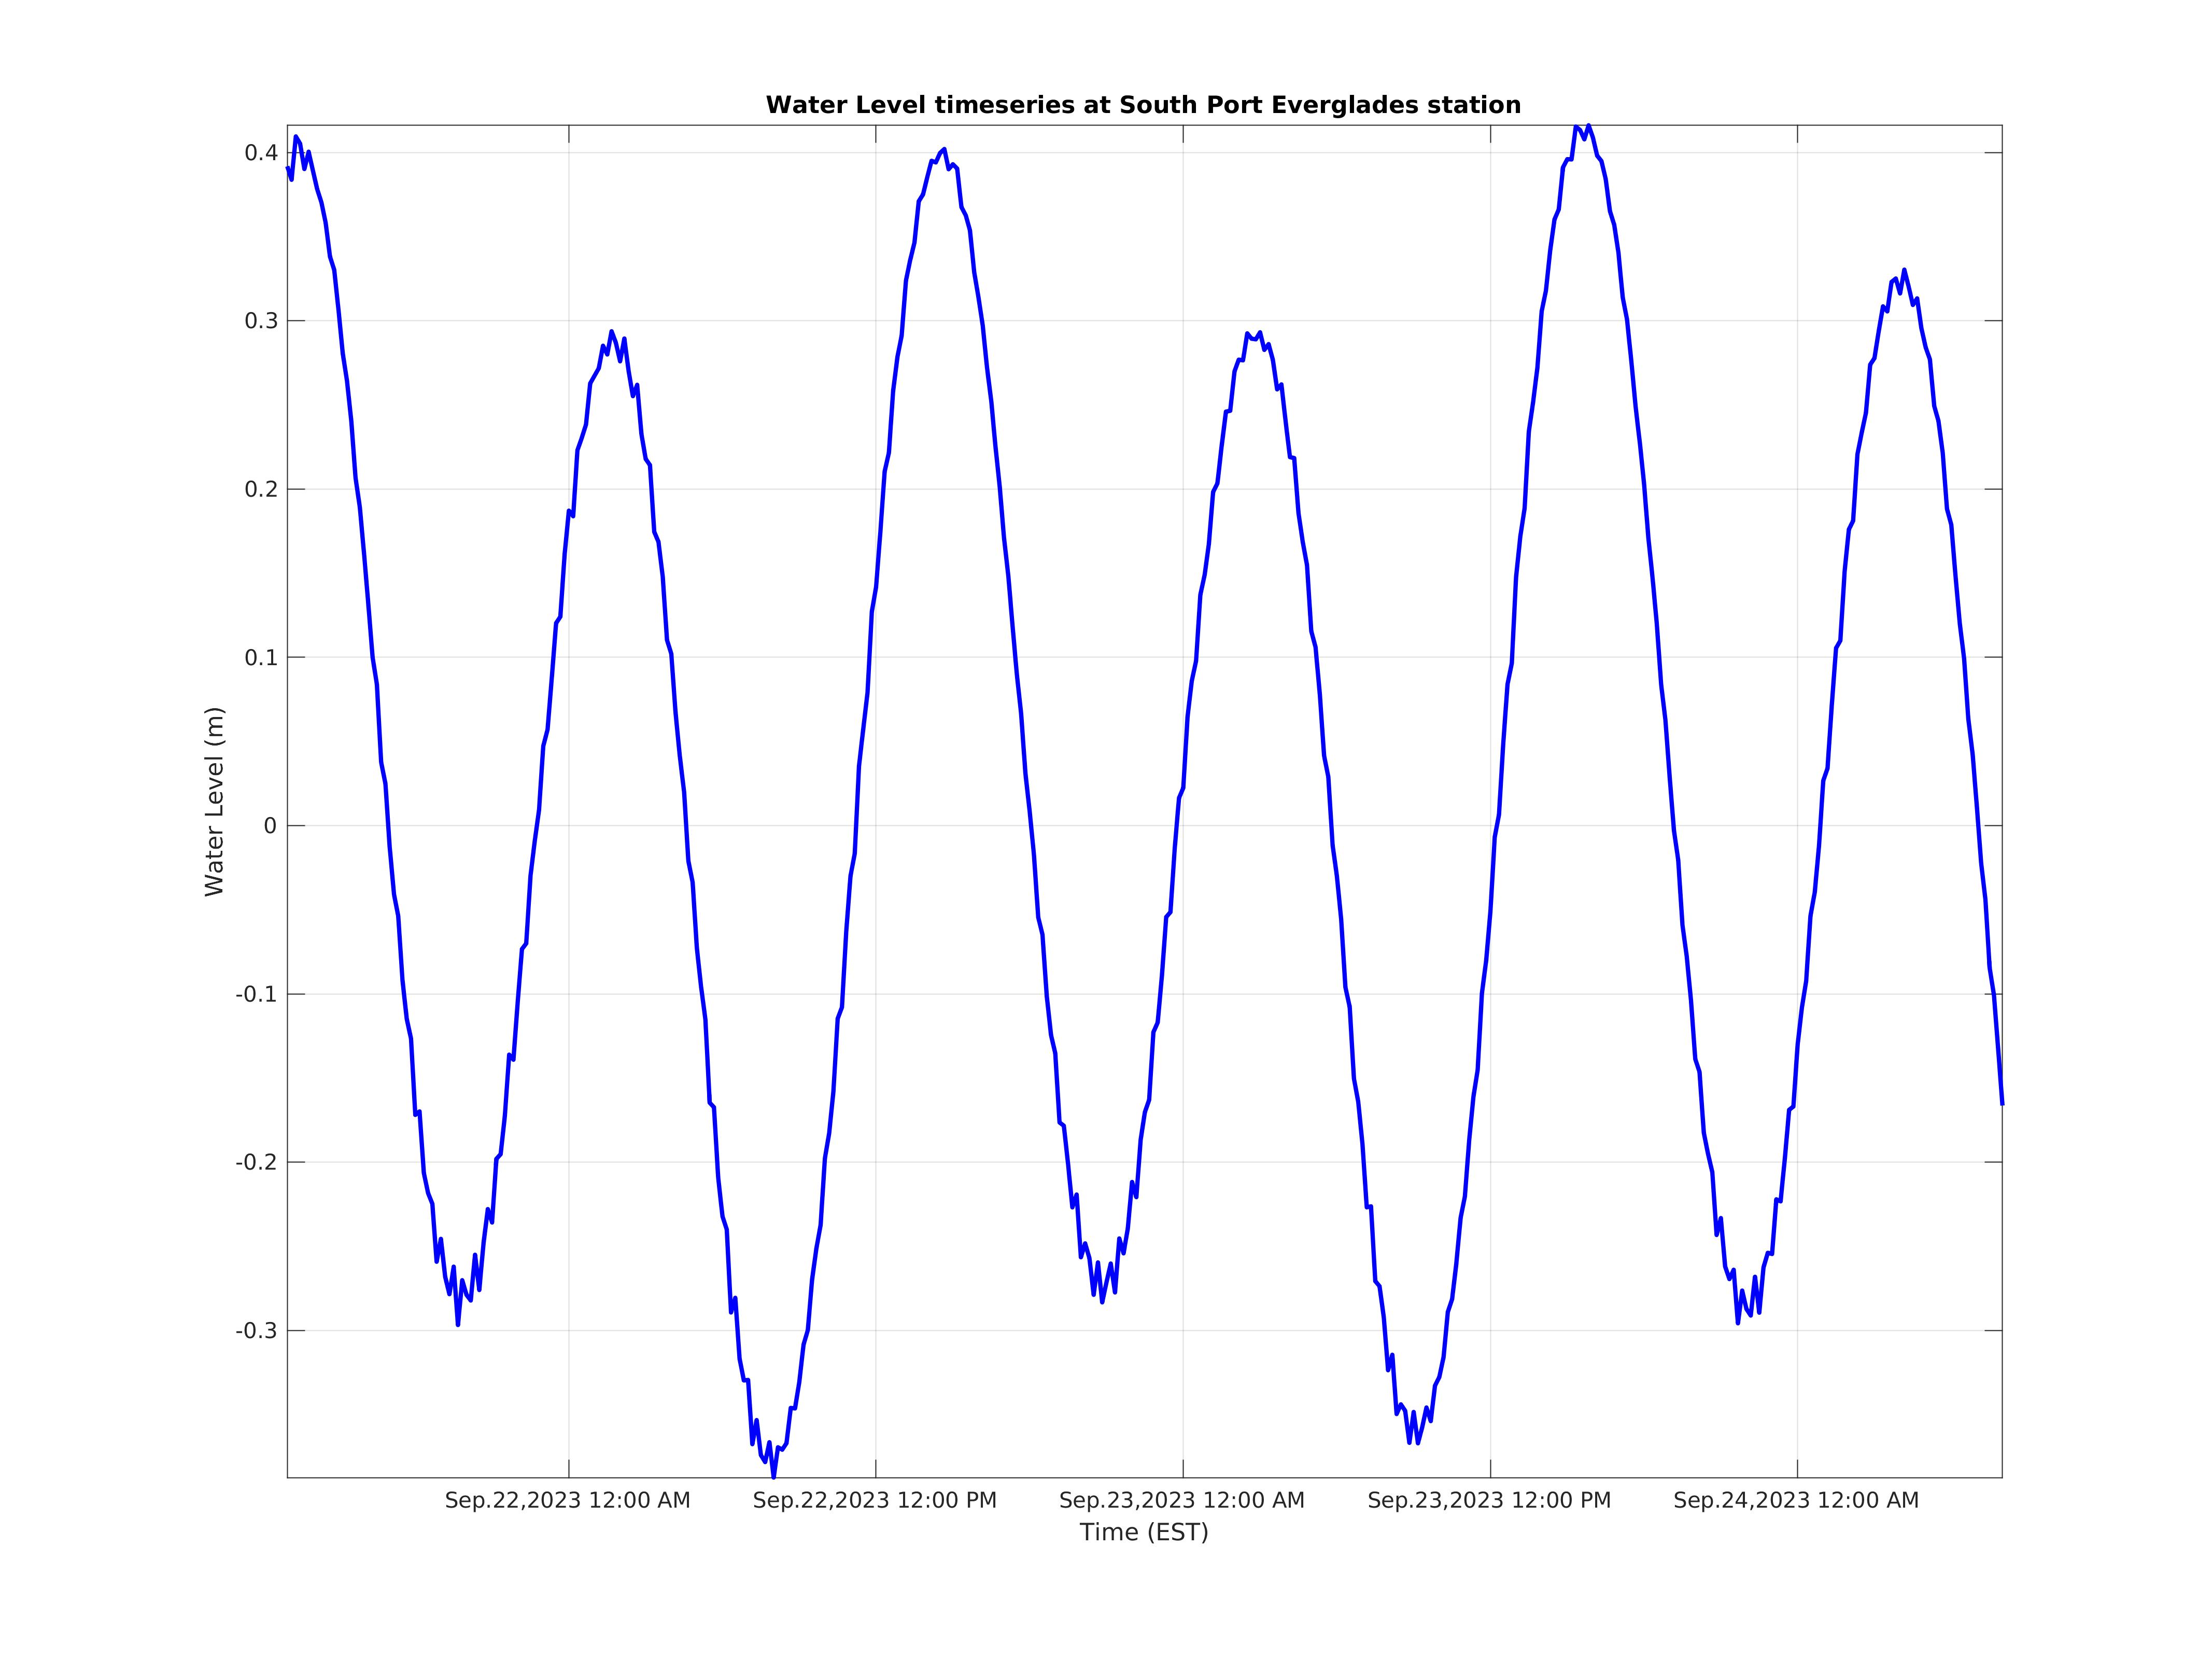 Water Level timeseries at South Port Everglades station
0.4
0.3
0.2
0.1
0
-0.1
-0.2
-0.3
Water Level (m)
Sep.22,2023 12:00 AM Sep.22,2023 12:00 PM Sep.23,2023 12:00 AM Sep.23,2023 12:00 PM Sep.24,2023 12:00 AM
Time (EST)